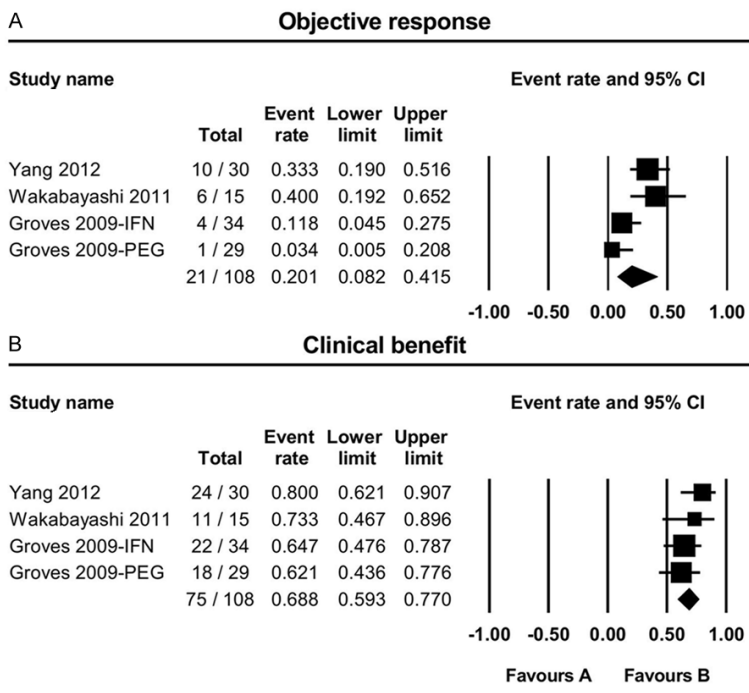 A
Objective response
Study name Event rate and 95% CI
Event Lower Upper
Total rate limit limit
Yang 2012 10 / 30 0.333 0.190 0.516
Wakabayashi 2011 6 / 15 0.400 0.192 0.652
Groves 2009-IFN 4 / 34 0.118 0.045 0.275
Groves 2009-PEG 1 / 29 0.034 0.005 0.208
21 / 108 0.201 0.082 0.415
-1.00 -0.50 0.00 0.50 1.00
B
Clinical benefit
Study name Event rate and 95% CI
Event Lower Upper
Total rate limit limit
Yang 2012 24 / 30 0.800 0.621 0.907
Wakabayashi 2011 11 / 15 0.733 0.467 0.896
Groves 2009-IFN 22 / 34 0.647 0.476 0.787
Groves 2009-PEG 18 / 29 0.621 0.436 0.776
75 / 108 0.688 0.593 0.770
-1.00 -0.50 0.00 0.50 1.00
Favours A Favours B